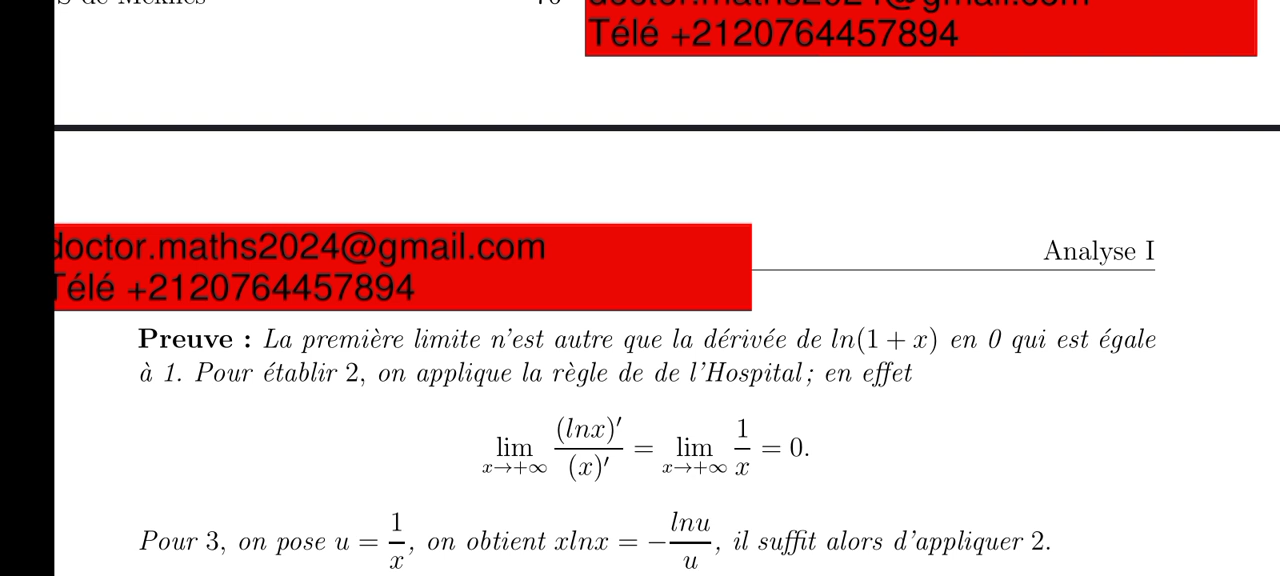 Télé +2120764457894
doctor.maths2024@gmail.com
Télé +2120764457894
Analyse I
Preuve : La première limite n'est autre que la dérivée de ln(1 + x) en 0 qui est égale
à 1. Pour établir 2, on applique la règle de de l'Hospital; en effet
lim x→+∞ (lnx)′/(x)′ = lim x→+∞ 1/x = 0.
Pour 3, on pose u = 1/x, on obtient xlnx = −lnu/u, il suffit alors d'appliquer 2.